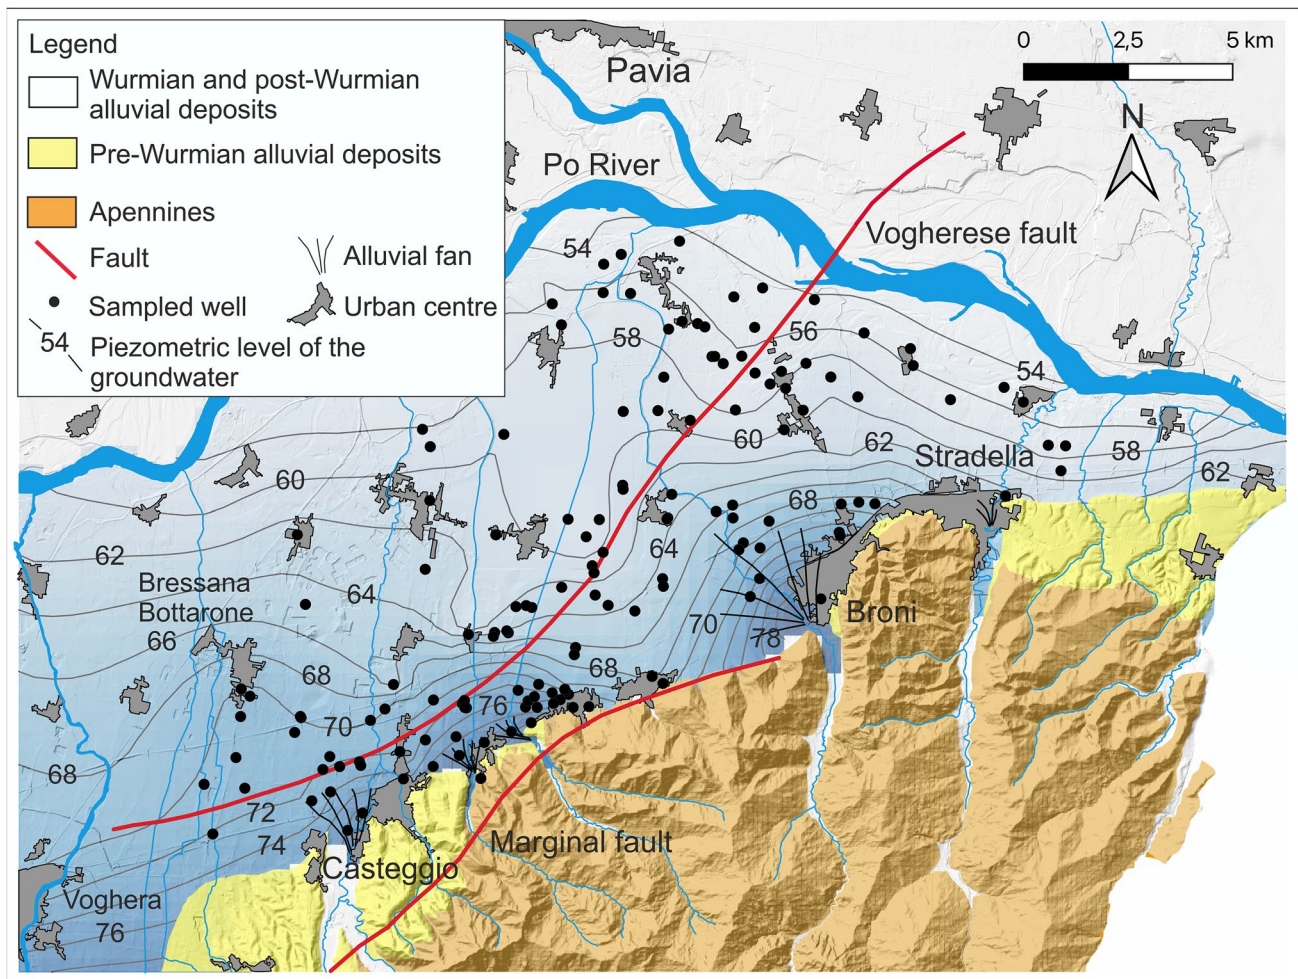 Legend
Wurmian and post-Wurmian
alluvial deposits
Pre-Wurmian alluvial deposits
Apennines
Fault
Alluvial fan
Sampled well
Urban centre
54
Piezometric level of the
groundwater
0 2,5 5 km
N
Pavia
Po River
Vogherese fault
54
58
56
54
60
62
Stradella
58
62
60
68
62
64
Bressana
Bottarone
64
66
70
78
Broni
68
68
76
70
68
72
74
Marginal fault
Casteggio
Voghera
76